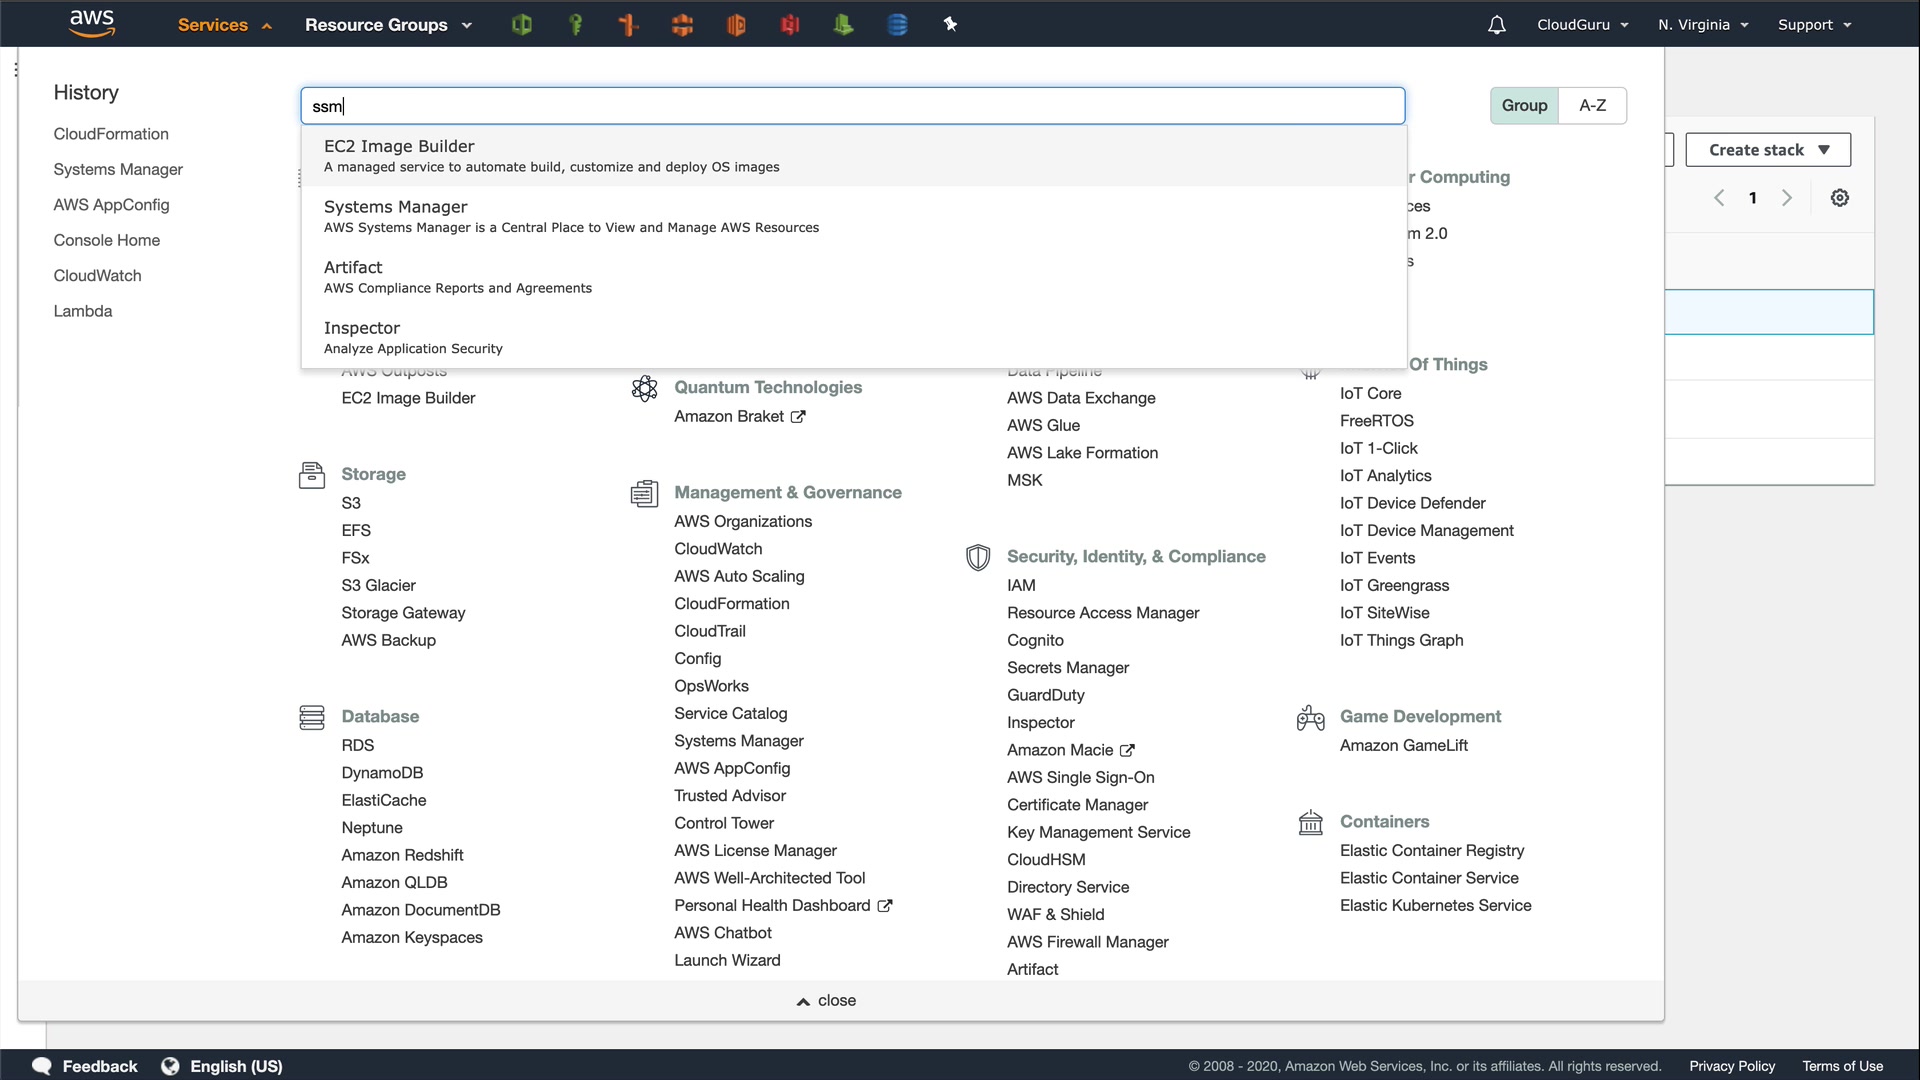 aws
Services
Resource Groups
CloudGuru
N. Virginia
Support
History
CloudFormation
Systems Manager
AWS AppConfig
Console Home
CloudWatch
Lambda
ssm
Group
A-Z
EC2 Image Builder
A managed service to automate build, customize and deploy OS images
Systems Manager
AWS Systems Manager is a Central Place to View and Manage AWS Resources
Artifact
AWS Compliance Reports and Agreements
Inspector
Analyze Application Security
AWS Outposts
EC2 Image Builder
Storage
S3
EFS
FSx
S3 Glacier
Storage Gateway
AWS Backup
Database
RDS
DynamoDB
ElastiCache
Neptune
Amazon Redshift
Amazon QLDB
Amazon DocumentDB
Amazon Keyspaces
Quantum Technologies
Amazon Braket
Management & Governance
AWS Organizations
CloudWatch
AWS Auto Scaling
CloudFormation
CloudTrail
Config
OpsWorks
Service Catalog
Systems Manager
AWS AppConfig
Trusted Advisor
Control Tower
AWS License Manager
AWS Well-Architected Tool
Personal Health Dashboard
AWS Chatbot
Launch Wizard
Data Pipeline
AWS Data Exchange
AWS Glue
AWS Lake Formation
MSK
Security, Identity, & Compliance
IAM
Resource Access Manager
Cognito
Secrets Manager
GuardDuty
Inspector
Amazon Macie
AWS Single Sign-On
Certificate Manager
Key Management Service
CloudHSM
Directory Service
WAF & Shield
AWS Firewall Manager
Artifact
r Computing
ces
m 2.0
s
Of Things
IoT Core
FreeRTOS
IoT 1-Click
IoT Analytics
IoT Device Defender
IoT Device Management
IoT Events
IoT Greengrass
IoT SiteWise
IoT Things Graph
Game Development
Amazon GameLift
Containers
Elastic Container Registry
Elastic Container Service
Elastic Kubernetes Service
Create stack
1
close
Feedback
English (US)
© 2008 - 2020, Amazon Web Services, Inc. or its affiliates. All rights reserved.
Privacy Policy
Terms of Use